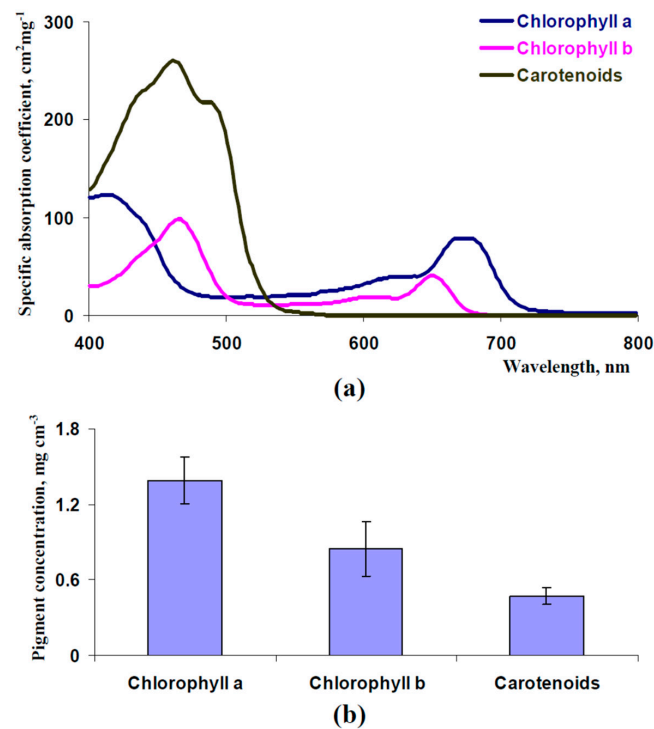 (a)
300
200
100
0
Specific absorption coefficient, cm²mg⁻¹
Chlorophyll a
Chlorophyll b
Carotenoids
400 500 600 700 800
Wavelength, nm
(a)
1.8
1.2
0.6
0
Pigment concentration, mg cm⁻³
Chlorophyll a Chlorophyll b Carotenoids
(b)